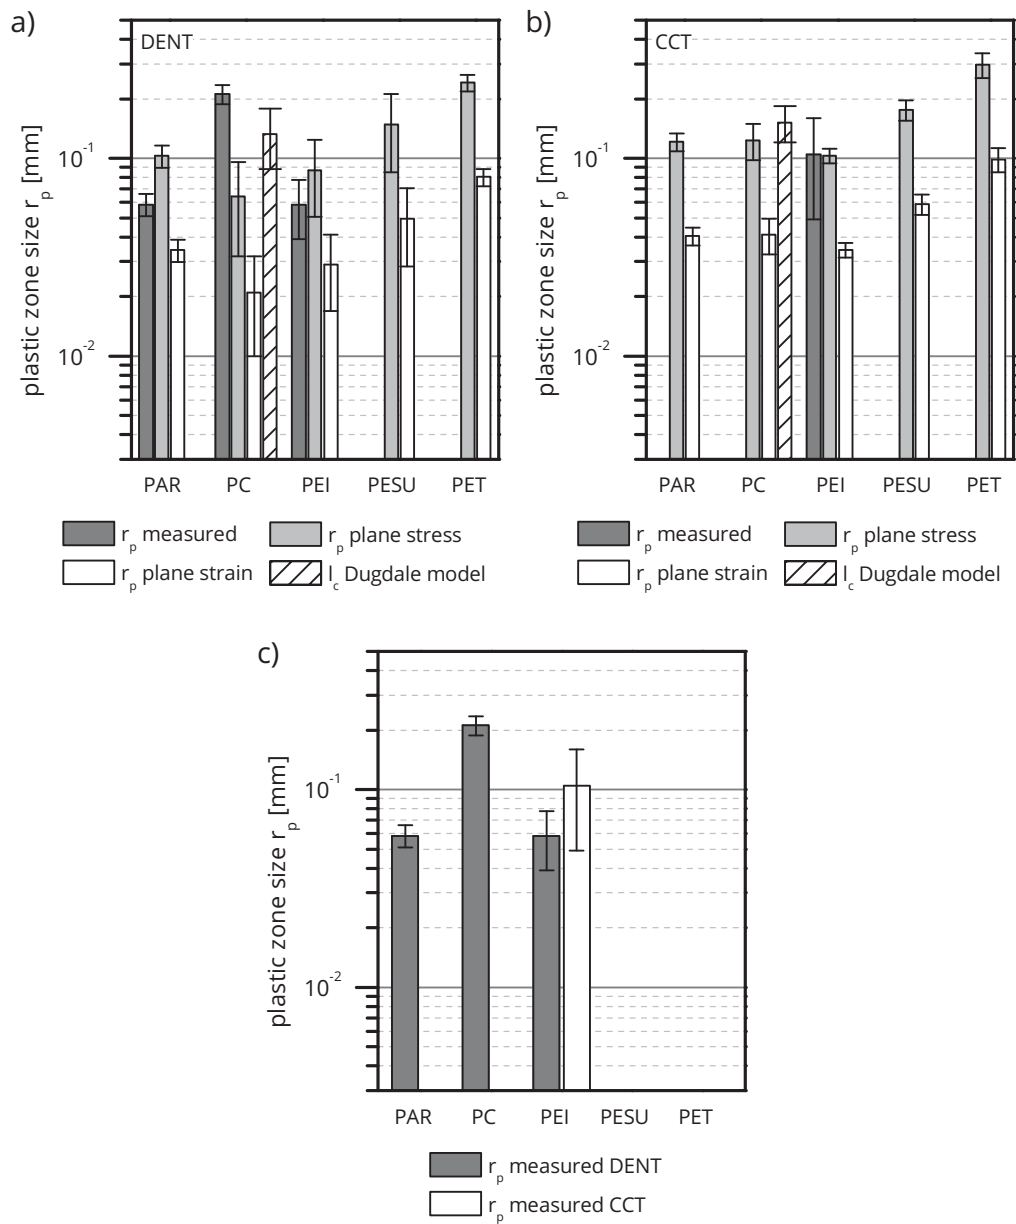 a)
DENT
plastic zone size r_p [mm]
10^-1
10^-2
PAR PC PEI PESU PET
r_p measured r_p plane stress
r_p plane strain l_c Dugdale model
b)
CCT
plastic zone size r_p [mm]
10^-1
10^-2
PAR PC PEI PESU PET
r_p measured r_p plane stress
r_p plane strain l_c Dugdale model
c)
plastic zone size r_p [mm]
10^-1
10^-2
PAR PC PEI PESU PET
r_p measured DENT
r_p measured CCT